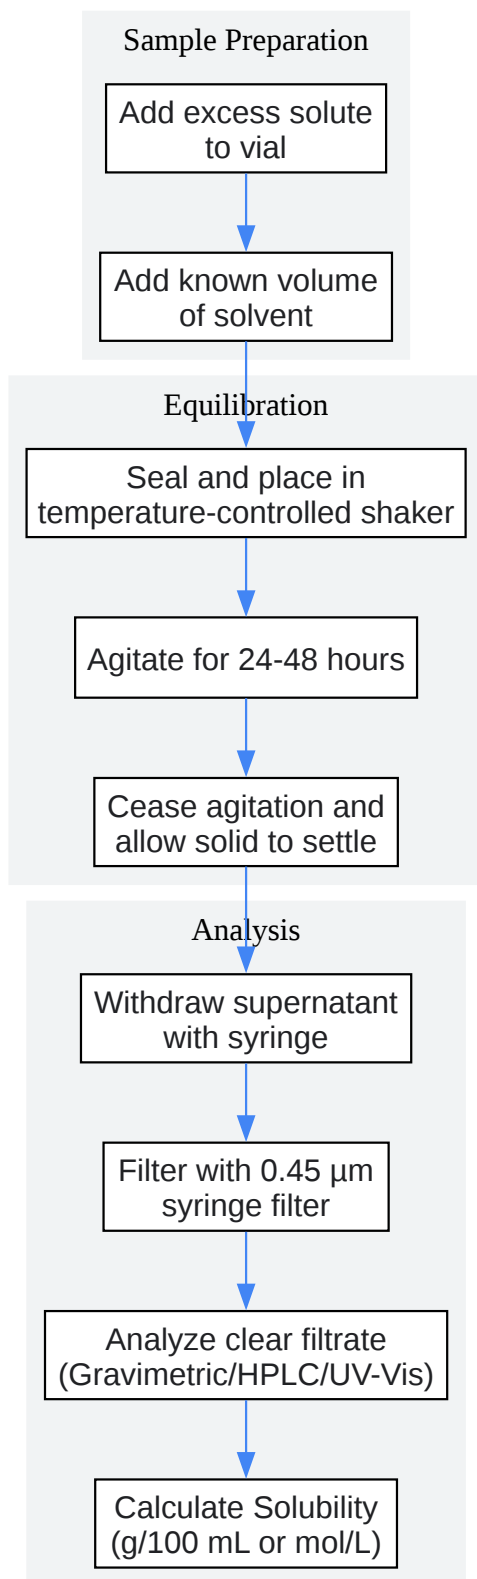 Sample Preparation
Add excess solute
to vial
Add known volume
of solvent
Equilibration
Seal and place in
temperature-controlled shaker
Agitate for 24-48 hours
Cease agitation and
allow solid to settle
Analysis
Withdraw supernatant
with syringe
Filter with 0.45 µm
syringe filter
Analyze clear filtrate
(Gravimetric/HPLC/UV-Vis)
Calculate Solubility
(g/100 mL or mol/L)